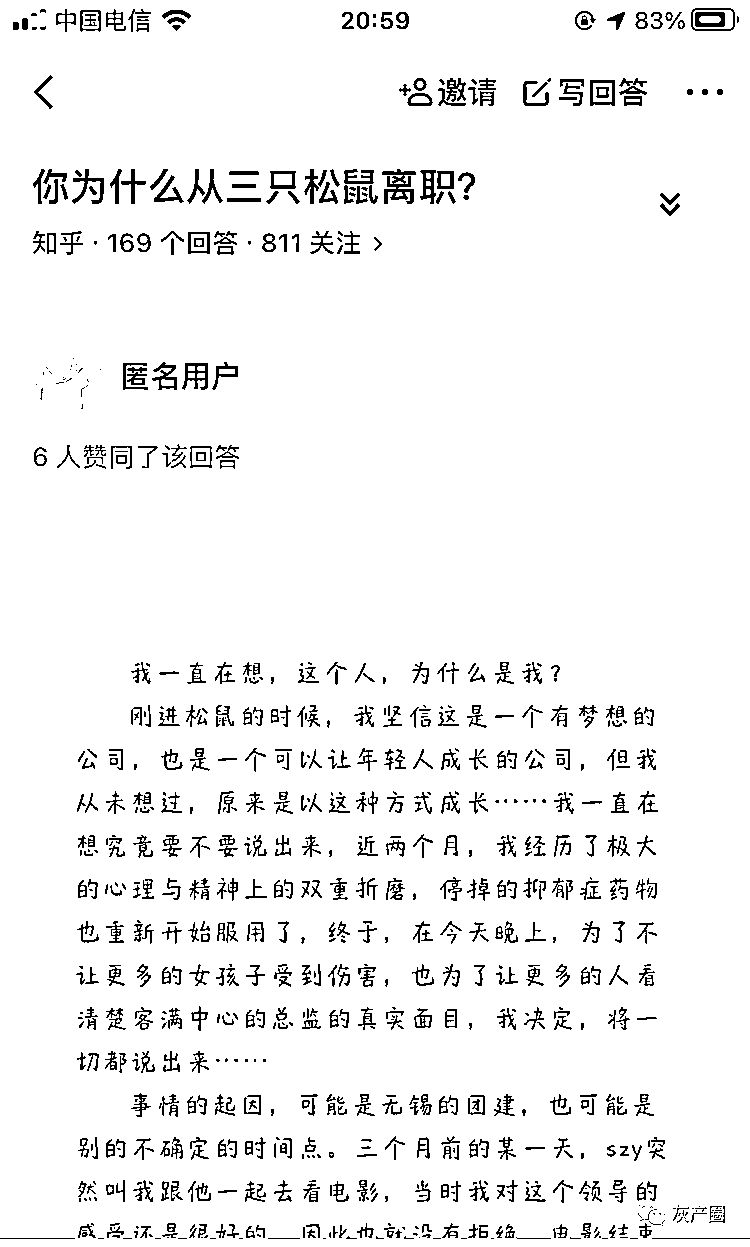 中国电信 20:59 83%
邀请 写回答
你为什么从三只松鼠离职?
知乎 · 169 个回答 · 811 关注
匿名用户
6 人赞同了该回答
我一直在想，这个人，为什么是我？
刚进松鼠的时候，我坚信这是一个有梦想的
公司，也是一个可以让年轻人成长的公司，但我
从未想过，原来是以这种方式成长……我一直在
想究竟要不要说出来，近两个月，我经历了极大
的心理与精神上的双重折磨，停掉的抑郁症药物
也重新开始服用了，终于，在今天晚上，为了不
让更多的女孩子受到伤害，也为了让更多的人看
清楚客满中心的总监的真实面目，我决定，将一
切都说出来……
事情的起因，可能是无锡的团建，也可能是
别的不确定的时间点。三个月前的某一天，szy突
然叫我跟他一起去看电影，当时我对这个领导的
感受还是很好的，因此也就没有拒绝。电影结束
灰产圈